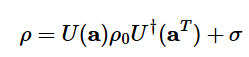 ρ = U(𝐚)ρ₀U†(𝐚ᵀ) + σ